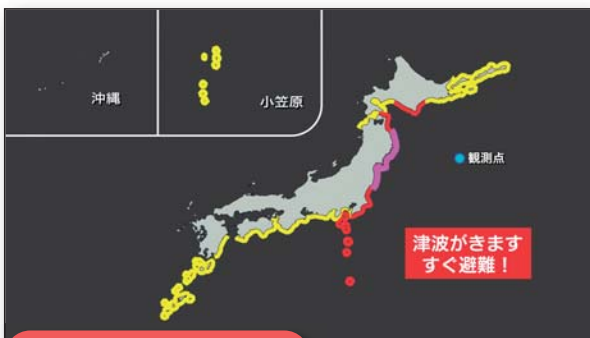 沖縄
小笠原
観測点
津波がきます
すぐ避難！